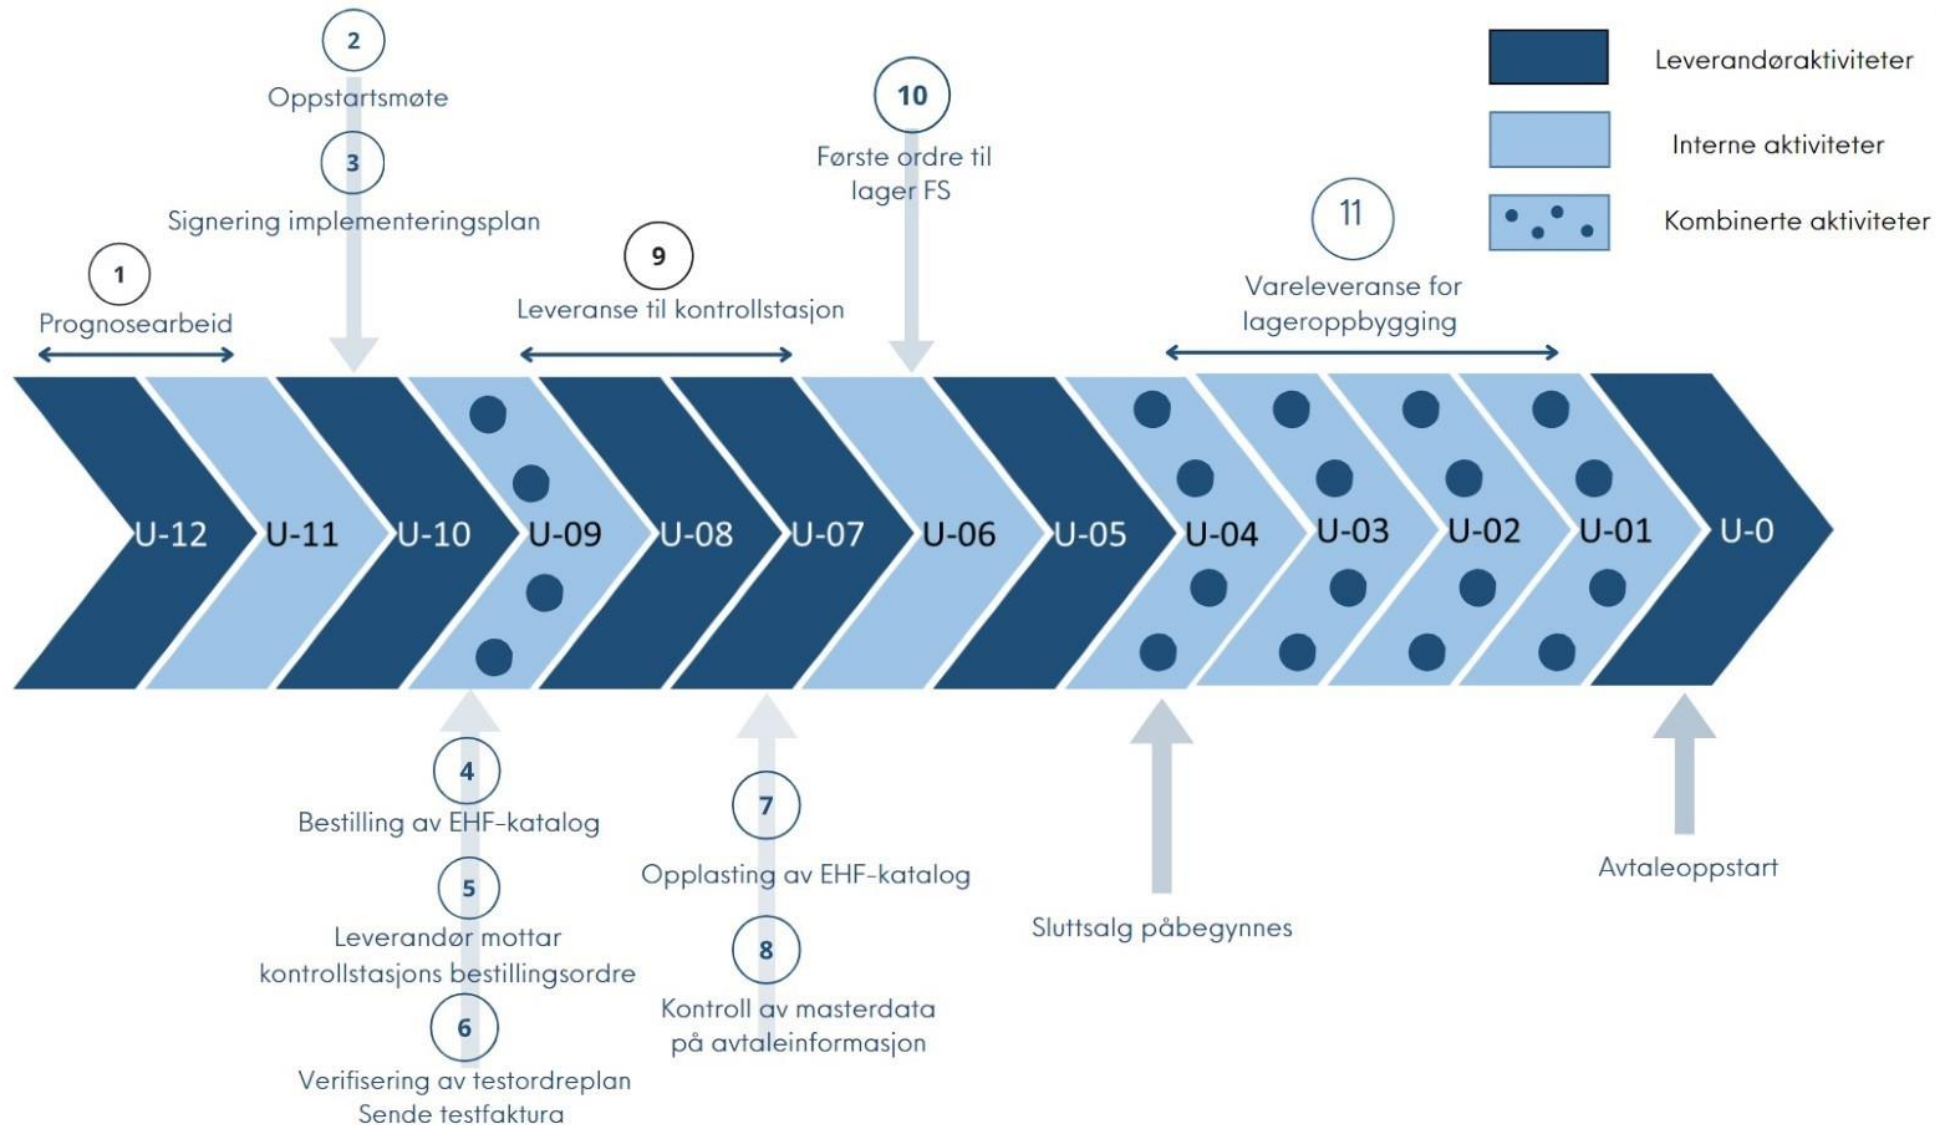 2
Oppstartsmøte
3
Signering implementeringsplan
1
Prognosearbeid
9
Leveranse til kontrollstasjon
10
Første ordre til
lager FS
11
Vareleveranse for
lageroppbygging
Leverandøraktiviteter
Interne aktiviteter
Kombinerte aktiviteter
U-12
U-11
U-10
U-09
U-08
U-07
U-06
U-05
U-04
U-03
U-02
U-01
U-0
4
Bestilling av EHF-katalog
5
Leverandør mottar
kontrollstasjons bestillingsordre
6
Verifisering av testordreplan
Sende testfaktura
7
Opplasting av EHF-katalog
8
Kontroll av masterdata
på avtaleinformasjon
Sluttsalg påbegynnes
Avtaleoppstart